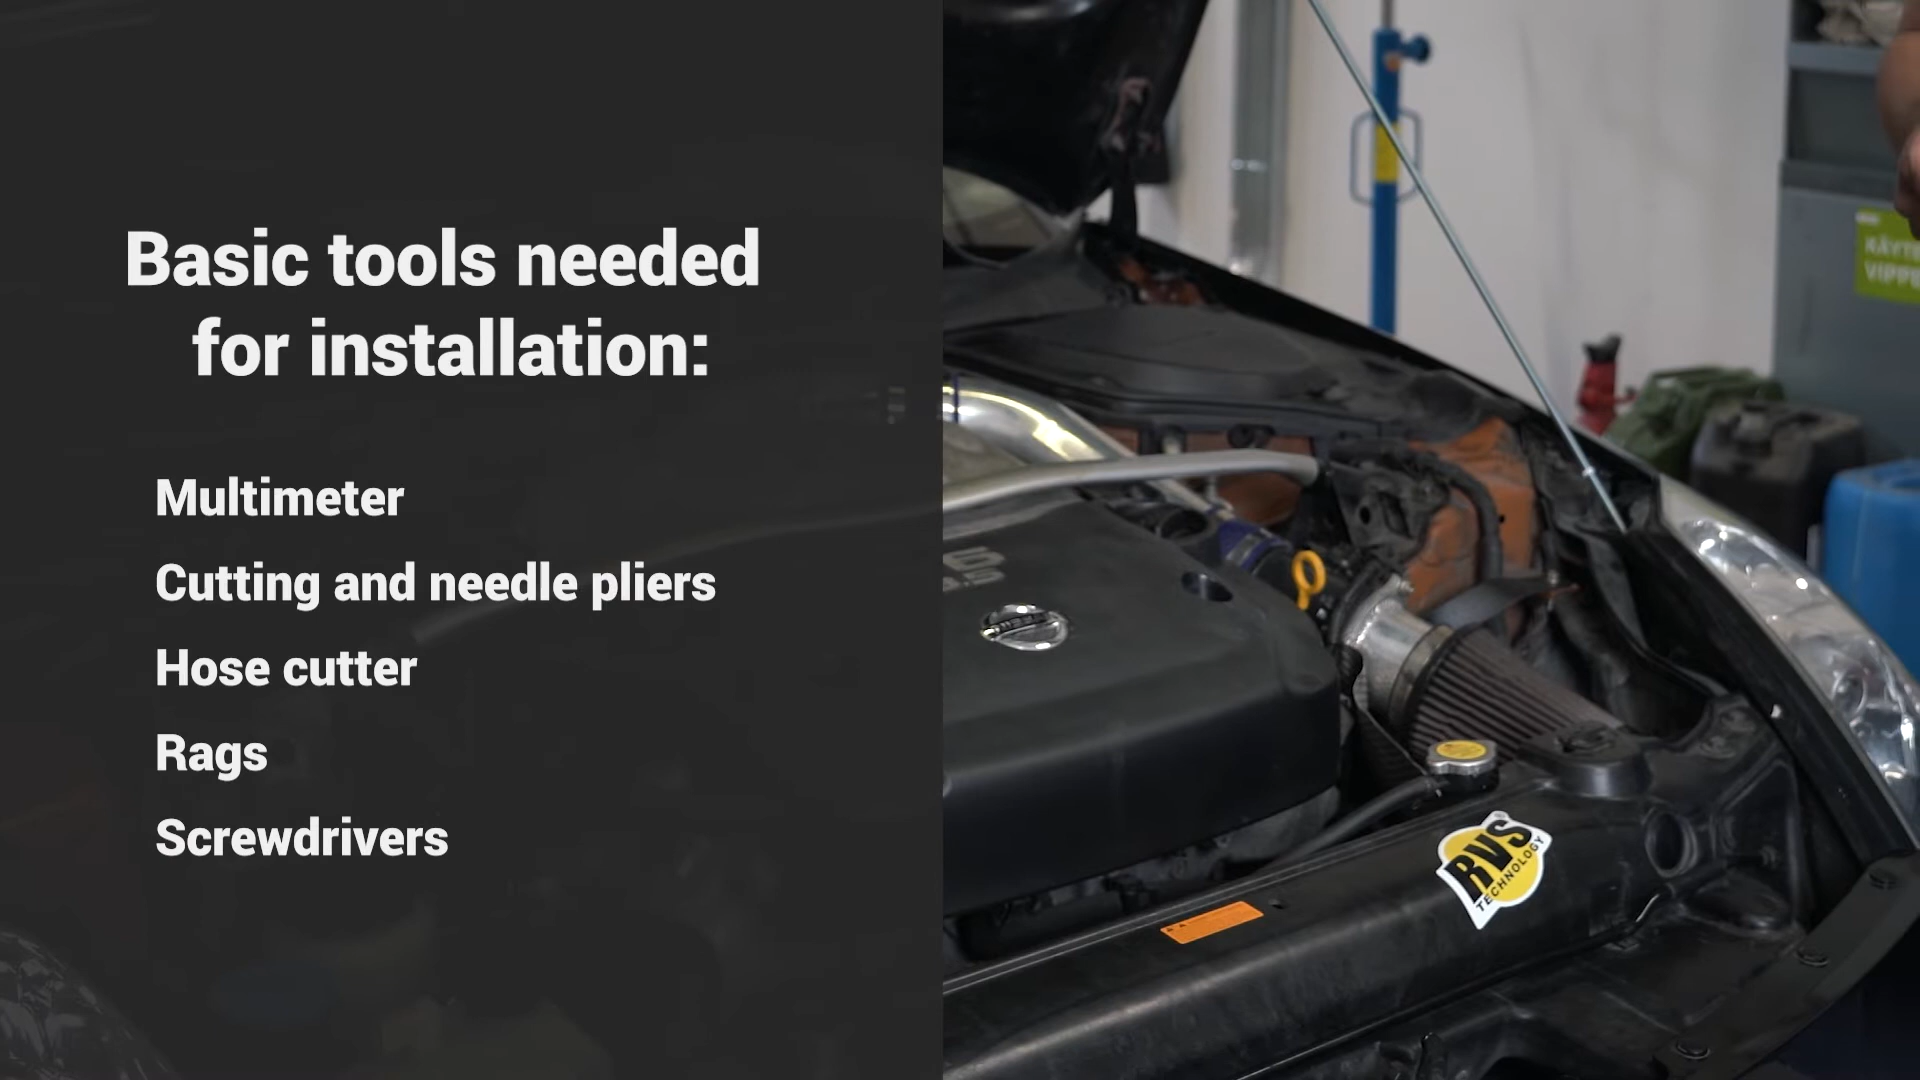 Basic tools needed
for installation:
Multimeter
Cutting and needle pliers
Hose cutter
Rags
Screwdrivers
RVS
TECHNOLOGY